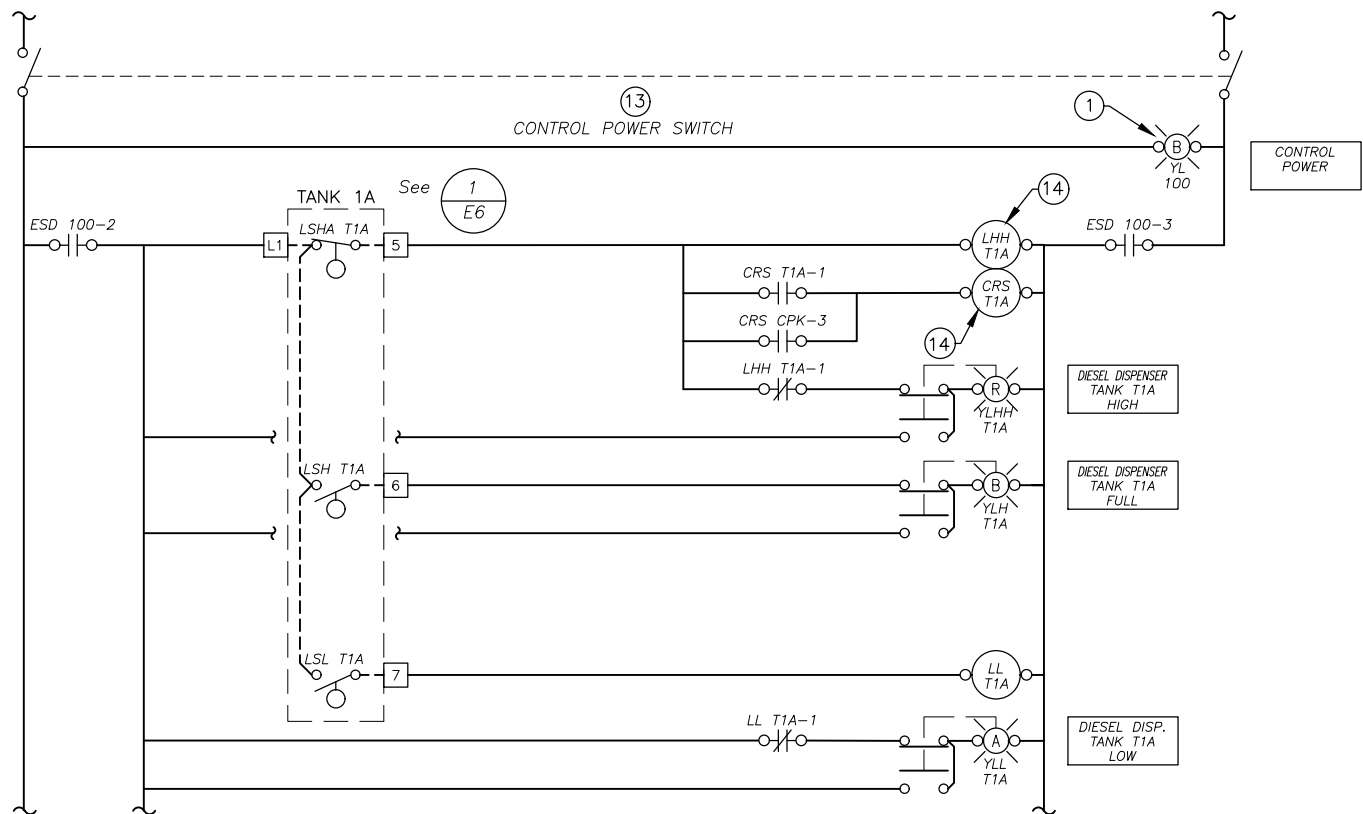 13
CONTROL POWER SWITCH
1
B
YL
100
CONTROL
POWER
TANK 1A
See
1
E6
14
ESD 100-2
L1
LSHA T1A
5
LHH
T1A
ESD 100-3
CRS T1A-1
CRS
T1A
CRS CPK-3
14
LHH T1A-1
R
YLHH
T1A
DIESEL DISPENSER
TANK T1A
HIGH
LSH T1A
6
B
YLH
T1A
DIESEL DISPENSER
TANK T1A
FULL
LSL T1A
7
LL
T1A
LL T1A-1
A
YLL
T1A
DIESEL DISP.
TANK T1A
LOW